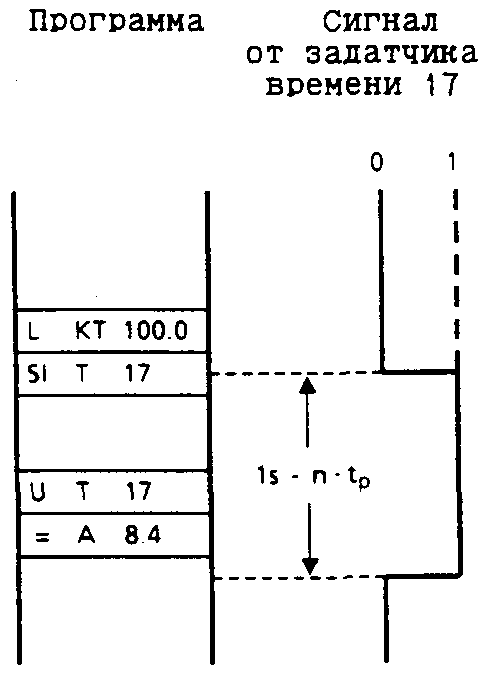 Программа
Сигнал
от задатчика
времени 17
0 1
L KT 100.0
SI T 17
1s - n · tp
U T 17
= A 8.4